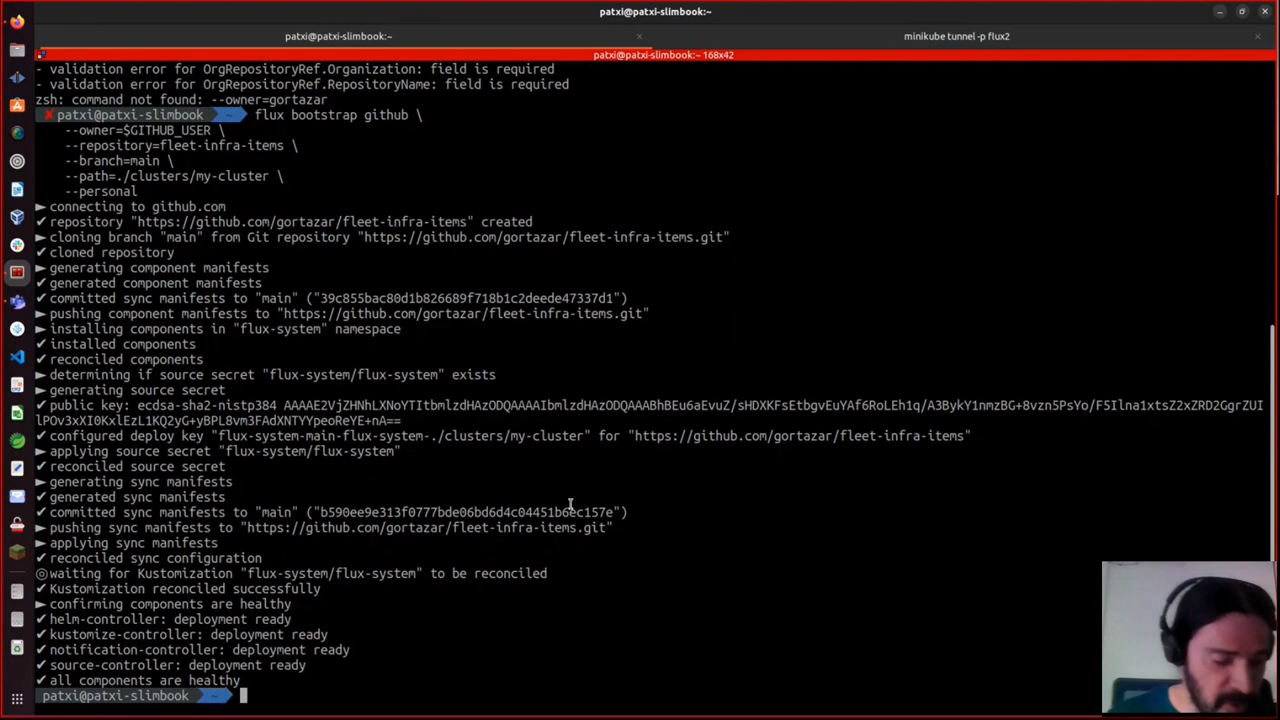 patxi@patxi-slimbook:~
patxi@patxi-slimbook:~
minikube tunnel -p flux2
patxi@patxi-slimbook:~ 168x42
- validation error for OrgRepositoryRef.Organization: field is required
- validation error for OrgRepositoryRef.RepositoryName: field is required
zsh: command not found: --owner=gortazar
✘ patxi@patxi-slimbook ~ flux bootstrap github \
--owner=$GITHUB_USER \
--repository=fleet-infra-items \
--branch=main \
--path=./clusters/my-cluster \
--personal
► connecting to github.com
✔ repository "https://github.com/gortazar/fleet-infra-items" created
► cloning branch "main" from Git repository "https://github.com/gortazar/fleet-infra-items.git"
✔ cloned repository
► generating component manifests
✔ generated component manifests
✔ committed sync manifests to "main" ("39c855bac80d1b826689f718b1c2deede47337d1")
► pushing component manifests to "https://github.com/gortazar/fleet-infra-items.git"
► installing components in "flux-system" namespace
✔ installed components
✔ reconciled components
► determining if source secret "flux-system/flux-system" exists
► generating source secret
✔ public key: ecdsa-sha2-nistp384 AAAAE2VjZHNhLXNoYTItbmlzdHAzODQAAAAIbmlzdHAzODQAAABhBEu6aEvuZ/sHDXKFsEtbgvEuYAf6RoLEh1q/A3BykY1nmzBG+8vzn5PsYo/F5Ilna1xtsZ2xZRD2GgrZUI
lPOv3xXI0KxlEzL1KQ2yG+yBPL8vm3FAdXNTYYpeoReYE+nA==
✔ configured deploy key "flux-system-main-flux-system-./clusters/my-cluster" for "https://github.com/gortazar/fleet-infra-items"
► applying source secret "flux-system/flux-system"
✔ reconciled source secret
► generating sync manifests
✔ generated sync manifests
✔ committed sync manifests to "main" ("b590ee9e313f0777bde06bd6d4c04451b6ec157e")
► pushing sync manifests to "https://github.com/gortazar/fleet-infra-items.git"
► applying sync manifests
✔ reconciled sync configuration
◎ waiting for Kustomization "flux-system/flux-system" to be reconciled
✔ Kustomization reconciled successfully
► confirming components are healthy
✔ helm-controller: deployment ready
✔ kustomize-controller: deployment ready
✔ notification-controller: deployment ready
✔ source-controller: deployment ready
✔ all components are healthy
patxi@patxi-slimbook ~